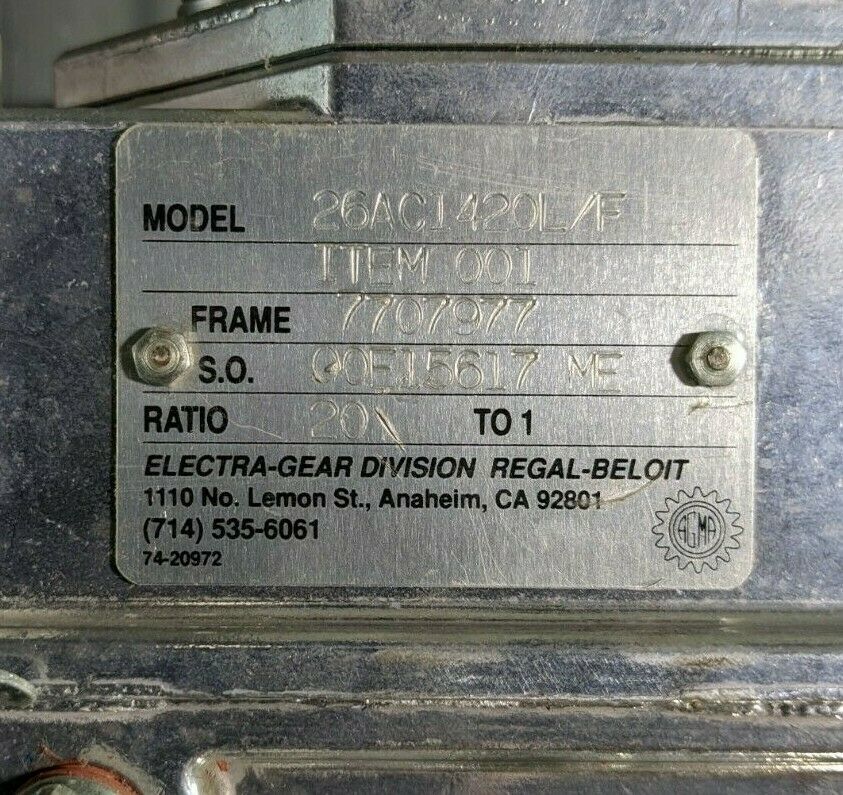 MODEL 26AC1420L/F
ITEM 001
FRAME 7707977
S.O. Q0E15617 ME
RATIO 20 TO 1
ELECTRA-GEAR DIVISION REGAL-BELOIT
1110 No. Lemon St., Anaheim, CA 92801
(714) 535-6061
74-20972
AGMA